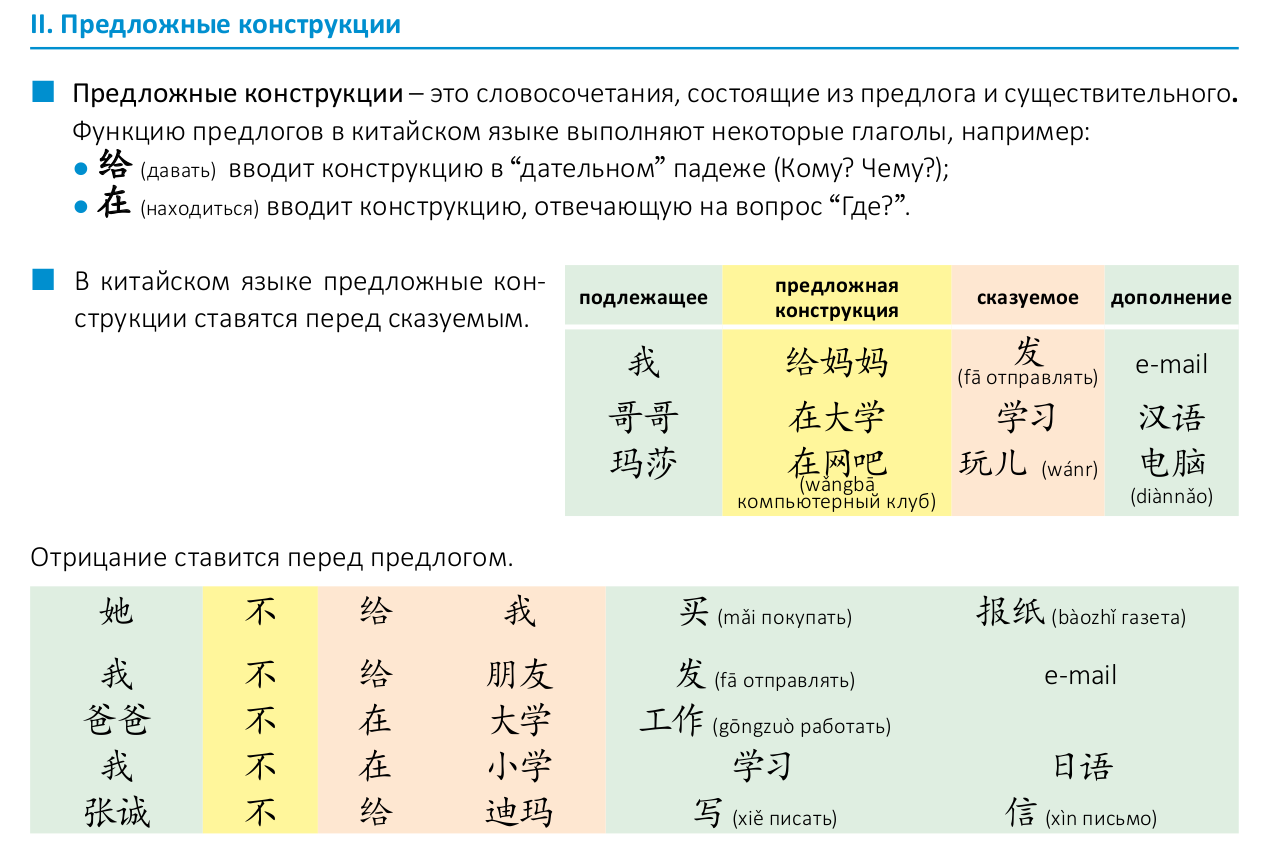 II. Предложные конструкции
Предложные конструкции – это словосочетания, состоящие из предлога и существительного.
Функцию предлогов в китайском языке выполняют некоторые глаголы, например:
● 给 (давать) вводит конструкцию в “дательном” падеже (Кому? Чему?);
● 在 (находиться) вводит конструкцию, отвечающую на вопрос “Где?”.
В китайском языке предложные кон-
струкции ставятся перед сказуемым.
подлежащее предложная конструкция сказуемое дополнение
我 给妈妈 发 (fā отправлять) e-mail
哥哥 在大学 学习 汉语
玛莎 在网吧 (wǎngbā компьютерный клуб) 玩儿 (wánr) 电脑 (diànnǎo)
Отрицание ставится перед предлогом.
她 不 给 我 买 (mǎi покупать) 报纸 (bàozhǐ газета)
我 不 给 朋友 发 (fā отправлять) e-mail
爸爸 不 在 大学 工作 (gōngzuò работать)
我 不 在 小学 学习 日语
张诚 不 给 迪玛 写 (xiě писать) 信 (xìn письмо)